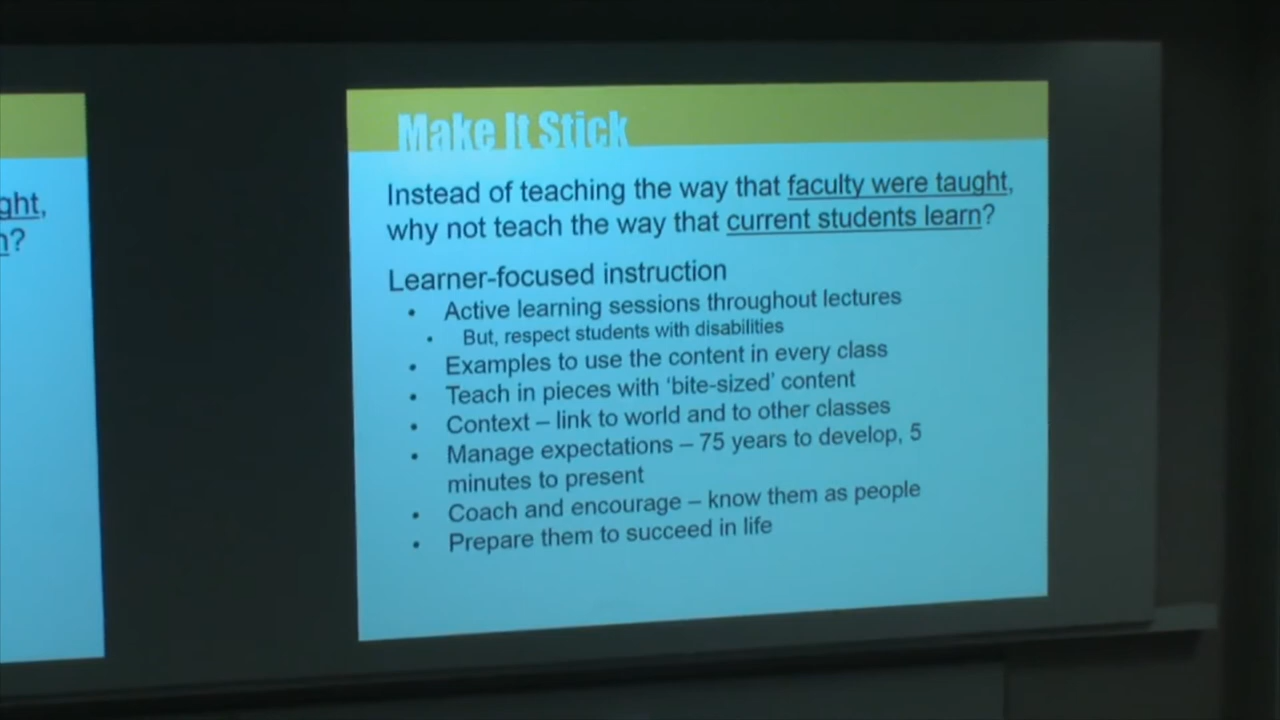 Make It Stick
ght,
Instead of teaching the way that faculty were taught,
n?
why not teach the way that current students learn?
Learner-focused instruction
• Active learning sessions throughout lectures
• But, respect students with disabilities
• Examples to use the content in every class
• Teach in pieces with ‘bite-sized’ content
• Context – link to world and to other classes
• Manage expectations – 75 years to develop, 5
minutes to present
• Coach and encourage – know them as people
• Prepare them to succeed in life